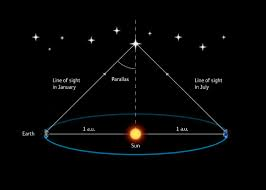 Line of sight
in January
Parallax
Line of sight
in July
Earth
1 a.u.
1 a.u.
Sun